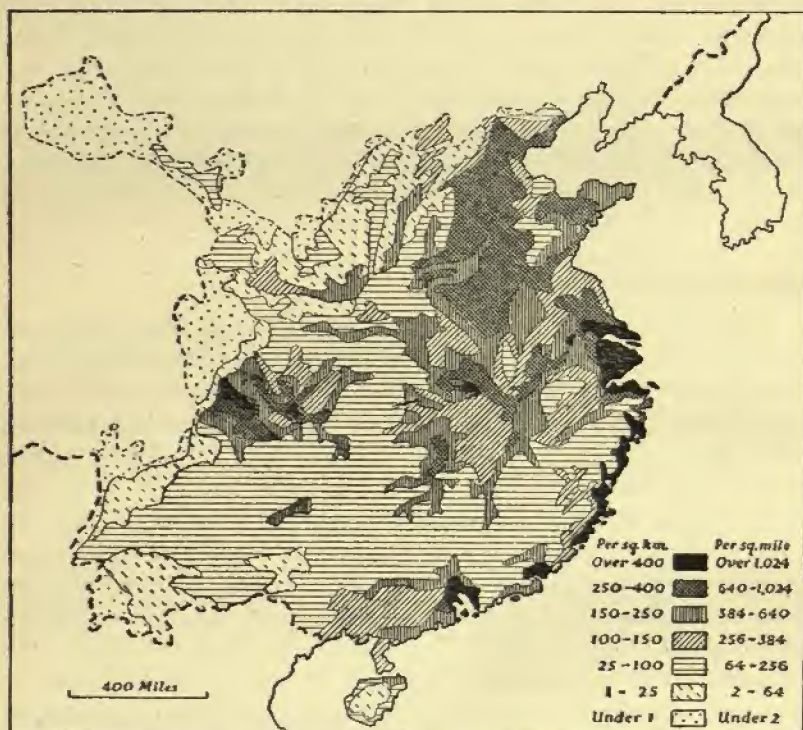 Per sq. km. Per sq. mile
Over 400 Over 1,024
250-400 640-1,024
150-250 384-640
100-150 256-384
25-100 64-256
1-25 2-64
Under 1 Under 2
400 Miles